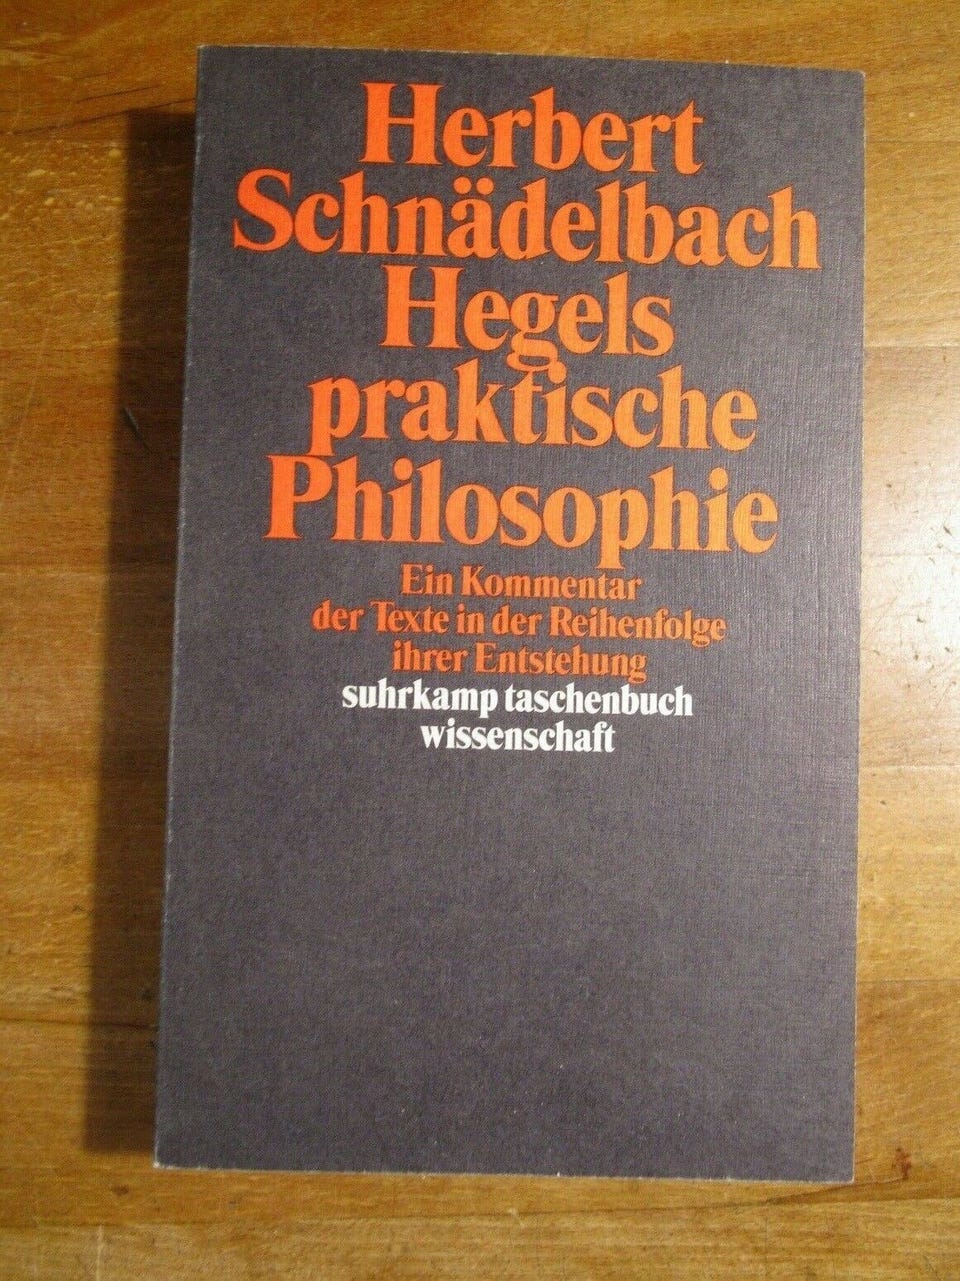 Herbert
Schnädelbach
Hegels
praktische
Philosophie
Ein Kommentar
der Texte in der Reihenfolge
ihrer Entstehung
suhrkamp taschenbuch
wissenschaft